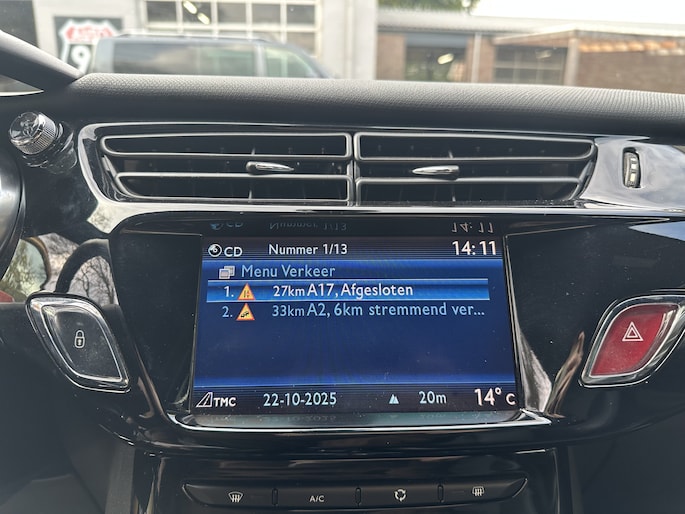 CD Nummer 1/13 14:11
Menu Verkeer
1. 27km A17, Afgesloten
2. 33km A2, 6km stremmend ver...
TMC 22-10-2025 20m 14° C
A/C